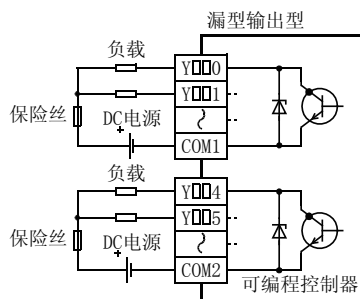 漏型输出型
负载
Y□□0
Y□□1
保险丝
DC电源
+
COM1
负载
Y□□4
Y□□5
保险丝
DC电源
+
COM2
可编程控制器